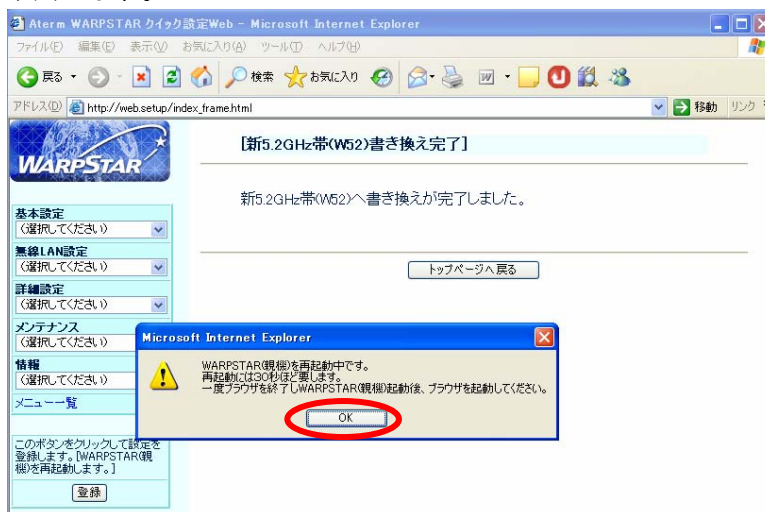 Aterm WARPSTAR クイック設定Web - Microsoft Internet Explorer
ファイル(F) 編集(E) 表示(V) お気に入り(A) ツール(T) ヘルプ(H)
戻る 検索 お気に入り
アドレス(D) http://web.setup/index_frame.html 移動 リンク
WARPSTAR
[新5.2GHz帯(W52)書き換え完了]
新5.2GHz帯(W52)へ書き換えが完了しました。
トップページへ戻る
基本設定
(選択してください)
無線LAN設定
(選択してください)
詳細設定
(選択してください)
メンテナンス
(選択してください)
情報
(選択してください)
メニュー一覧
このボタンをクリックして設定を
登録します。[WARPSTAR(親
機)を再起動します。]
登録
Microsoft Internet Explorer
WARPSTAR(親機)を再起動中です。
再起動には30秒ほど要します。
一度ブラウザを終了しWARPSTAR(親機)起動後、ブラウザを起動してください。
OK